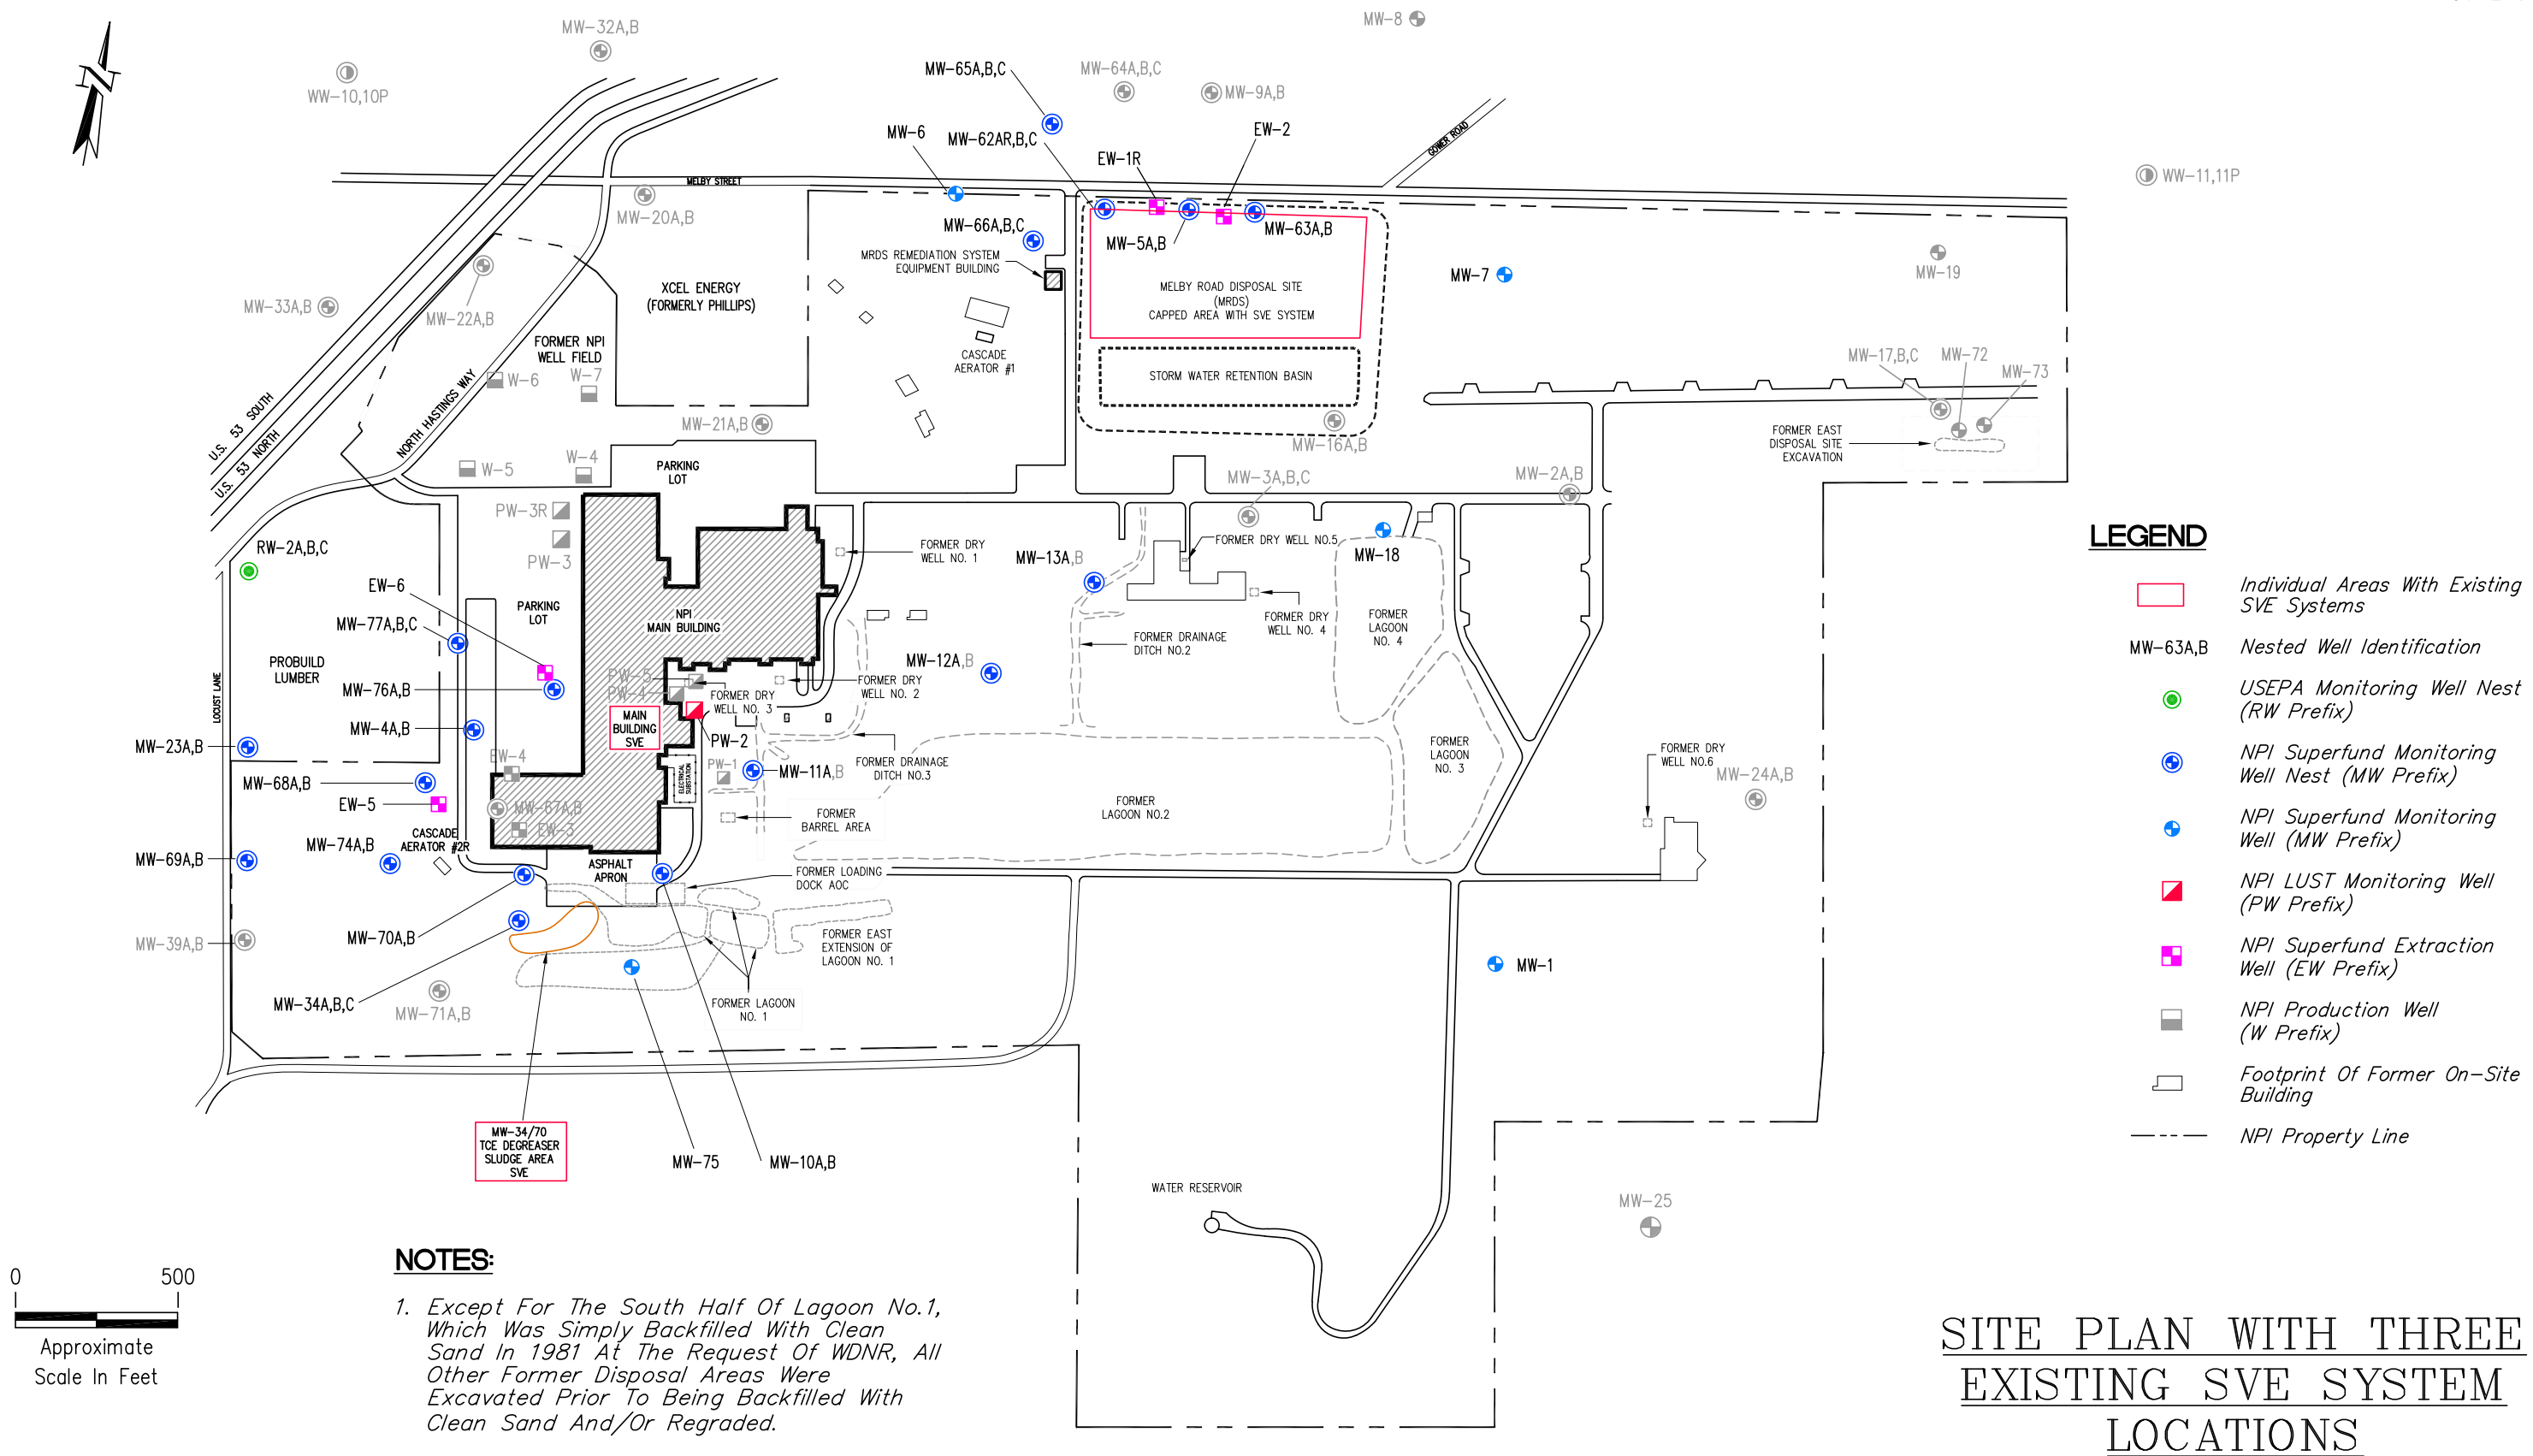 MW-32A,B
MW-8
WW-10,10P
MW-65A,B,C
MW-64A,B,C
MW-9A,B
N
MW-6
MW-62AR,B,C
EW-2
EW-1R
GOWER ROAD
WW-11,11P
MELBY STREET
MW-20A,B
MW-66A,B,C
MW-5A,B
MW-63A,B
MRDS REMEDIATION SYSTEM
EQUIPMENT BUILDING
MW-19
MW-7
XCEL ENERGY
(FORMERLY PHILLIPS)
MELBY ROAD DISPOSAL SITE
(MRDS)
CAPPED AREA WITH SVE SYSTEM
MW-33A,B
MW-22A,B
FORMER NPI
WELL FIELD
CASCADE
AERATOR #1
STORM WATER RETENTION BASIN
MW-17,B,C
MW-72
MW-73
W-6
W-7
U.S. 53 SOUTH
U.S. 53 NORTH
NORTH HASTINGS WAY
MW-21A,B
MW-16A,B
FORMER EAST
DISPOSAL SITE
EXCAVATION
W-5
W-4
PARKING
LOT
MW-3A,B,C
MW-2A,B
PW-3R
PW-3
RW-2A,B,C
FORMER DRY
WELL NO. 1
MW-13A,B
FORMER DRY WELL NO.5
MW-18
EW-6
MW-77A,B,C
PARKING
LOT
NPI
MAIN BUILDING
FORMER DRY
WELL NO. 4
FORMER
LAGOON
NO. 4
FORMER DRAINAGE
DITCH NO.2
PROBUILD
LUMBER
LOCUST LANE
MW-12A,B
MW-76A,B
PW-5
PW-4
FORMER DRY
WELL NO. 2
FORMER DRY
WELL NO. 3
MW-4A,B
MAIN
BUILDING
SVE
PW-2
MW-23A,B
EW-4
ELECTRICAL
SUBSTATION
PW-1
MW-11A,B
FORMER DRAINAGE
DITCH NO.3
FORMER
LAGOON
NO. 3
FORMER DRY
WELL NO.6
MW-24A,B
MW-68A,B
EW-5
MW-67A,B
EW-3
FORMER
BARREL AREA
FORMER
LAGOON NO.2
MW-74A,B
CASCADE
AERATOR #2R
MW-69A,B
ASPHALT
APRON
FORMER LOADING
DOCK AOC
MW-39A,B
MW-70A,B
FORMER EAST
EXTENSION OF
LAGOON NO. 1
MW-1
MW-34A,B,C
MW-71A,B
FORMER LAGOON
NO. 1
MW-34/70
TCE DEGREASER
SLUDGE AREA
SVE
MW-75
MW-10A,B
WATER RESERVOIR
MW-25
LEGEND
Individual Areas With Existing
SVE Systems
MW-63A,B
Nested Well Identification
USEPA Monitoring Well Nest
(RW Prefix)
NPI Superfund Monitoring
Well Nest (MW Prefix)
NPI Superfund Monitoring
Well (MW Prefix)
NPI LUST Monitoring Well
(PW Prefix)
NPI Superfund Extraction
Well (EW Prefix)
NPI Production Well
(W Prefix)
Footprint Of Former On-Site
Building
NPI Property Line
0 500
Approximate
Scale In Feet
NOTES:
1. Except For The South Half Of Lagoon No.1,
Which Was Simply Backfilled With Clean
Sand In 1981 At The Request Of WDNR, All
Other Former Disposal Areas Were
Excavated Prior To Being Backfilled With
Clean Sand And/Or Regraded.
SITE PLAN WITH THREE
EXISTING SVE SYSTEM
LOCATIONS